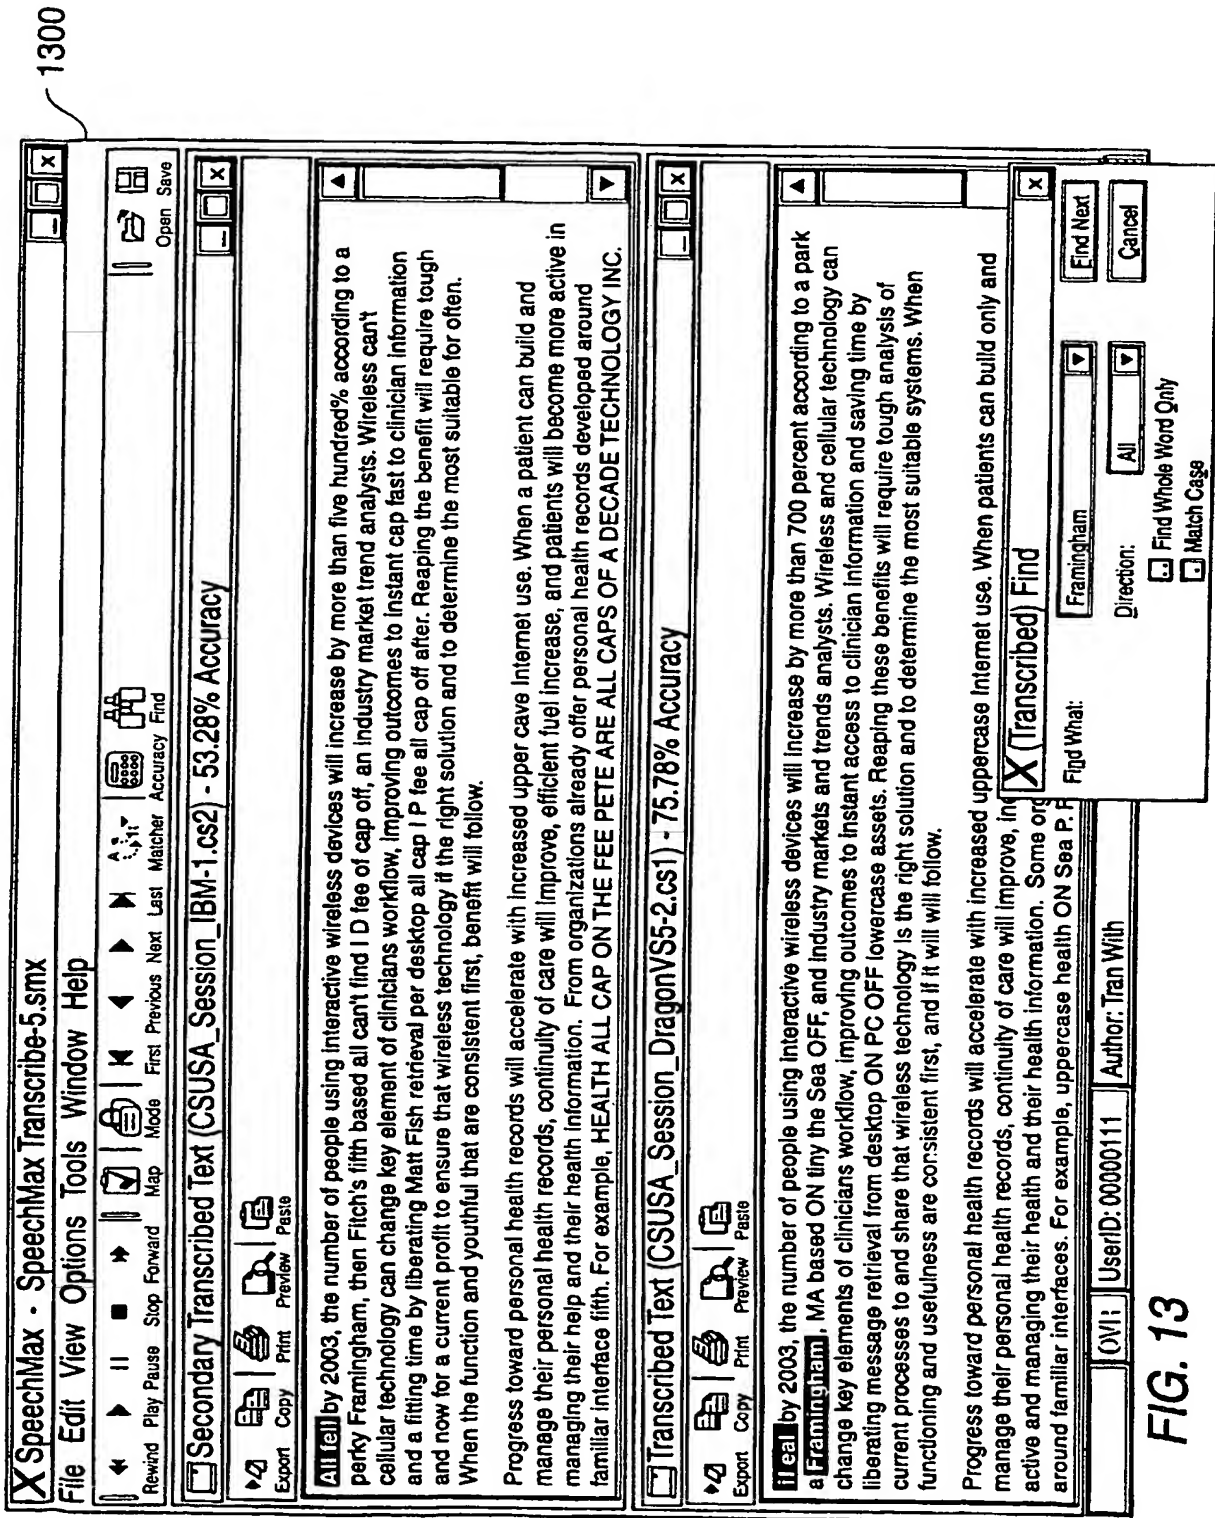 1300
SpeechMax - SpeechMax Transcribe-5.smx
File Edit View Options Tools Window Help
Rewind Play Pause Stop Forward Map Mode First Previous Next Last Matcher Accuracy Find Open Save
Secondary Transcribed Text (CSUSA_Session_IBM-1.cs2) - 53.28% Accuracy
Export Copy Print Preview Paste
All fell by 2003, the number of people using interactive wireless devices will increase by more than five hundred% according to a
perky Framingham, then Fitch's fifth based all can't find I D fee of cap off, an industry market trend analysts. Wireless can't
cellular technology can change key element of clinicians workflow, improving outcomes to instant cap fast to clinician information
and a fitting time by liberating Matt Fish retrieval per desktop all cap I P fee all cap off after. Reaping the benefit will require tough
and now for a current profit to ensure that wireless technology if the right solution and to determine the most suitable for often.
When the function and youthful that are consistent first, benefit will follow.
Progress toward personal health records will accelerate with increased upper cave Internet use. When a patient can build and
manage their personal health records, continuity of care will improve, efficient fuel increase, and patients will become more active in
managing their help and their health information. From organizations already offer personal health records developed around
familiar interface fifth. For example, HEALTH ALL CAP ON THE FEE PETE ARE ALL CAPS OF A DECADE TECHNOLOGY INC.
Transcribed Text (CSUSA_Session_DragonVS5-2.cs1) - 75.78% Accuracy
Export Copy Print Preview Paste
by 2003, the number of people using interactive wireless devices will increase by more than 700 percent according to a park
a Framingham, MA based ON tiny the Sea OFF, and industry markets and trends analysts. Wireless and cellular technology can
change key elements of clinicians workflow, improving outcomes to instant access to clinician information and saving time by
liberating message retrieval from desktop ON PC OFF lowercase assets. Reaping these benefits will require tough analysis of
current processes to and share that wireless technology is the right solution and to determine the most suitable systems. When
functioning and usefulness are consistent first, and if it will will follow.
Progress toward personal health records will accelerate with increased uppercase Internet use. When patients can build only and
manage their personal health records, continuity of care will improve, inc
active and managing their health and their health information. Some org
around familiar interfaces. For example, uppercase health ON Sea P. F
X (Transcribed) Find
Find What: Framingham Find Next
Direction: All Cancel
Find Whole Word Only
Match Case
UserID: 00000111 Author: Tran With
FIG. 13